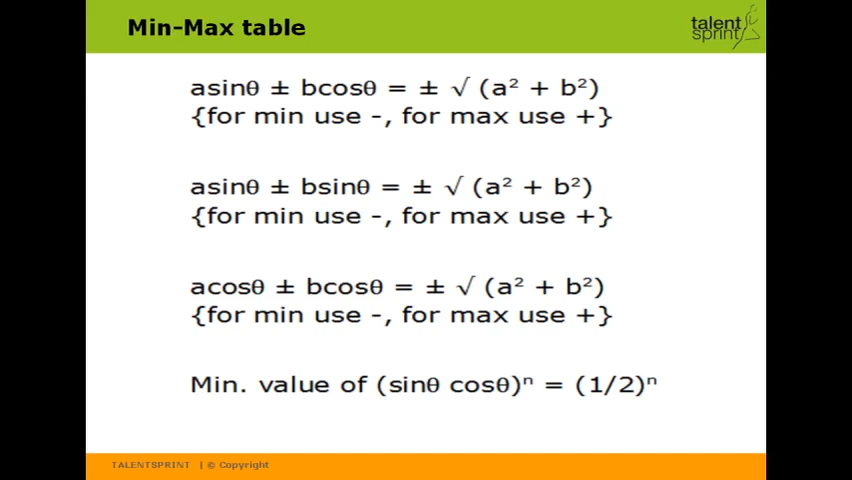 Min-Max table
talent
sprint
asinθ ± bcosθ = ± √ (a² + b²)
{for min use -, for max use +}
asinθ ± bsinθ = ± √ (a² + b²)
{for min use -, for max use +}
acosθ ± bcosθ = ± √ (a² + b²)
{for min use -, for max use +}
Min. value of (sinθ cosθ)ⁿ = (1/2)ⁿ
TALENTSPRINT | © Copyright